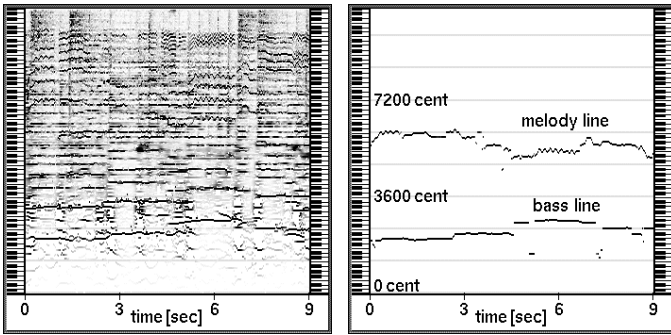 0 3 6 9
time [sec]
7200 cent
melody line
3600 cent
bass line
0 cent
0 3 6 9
time [sec]